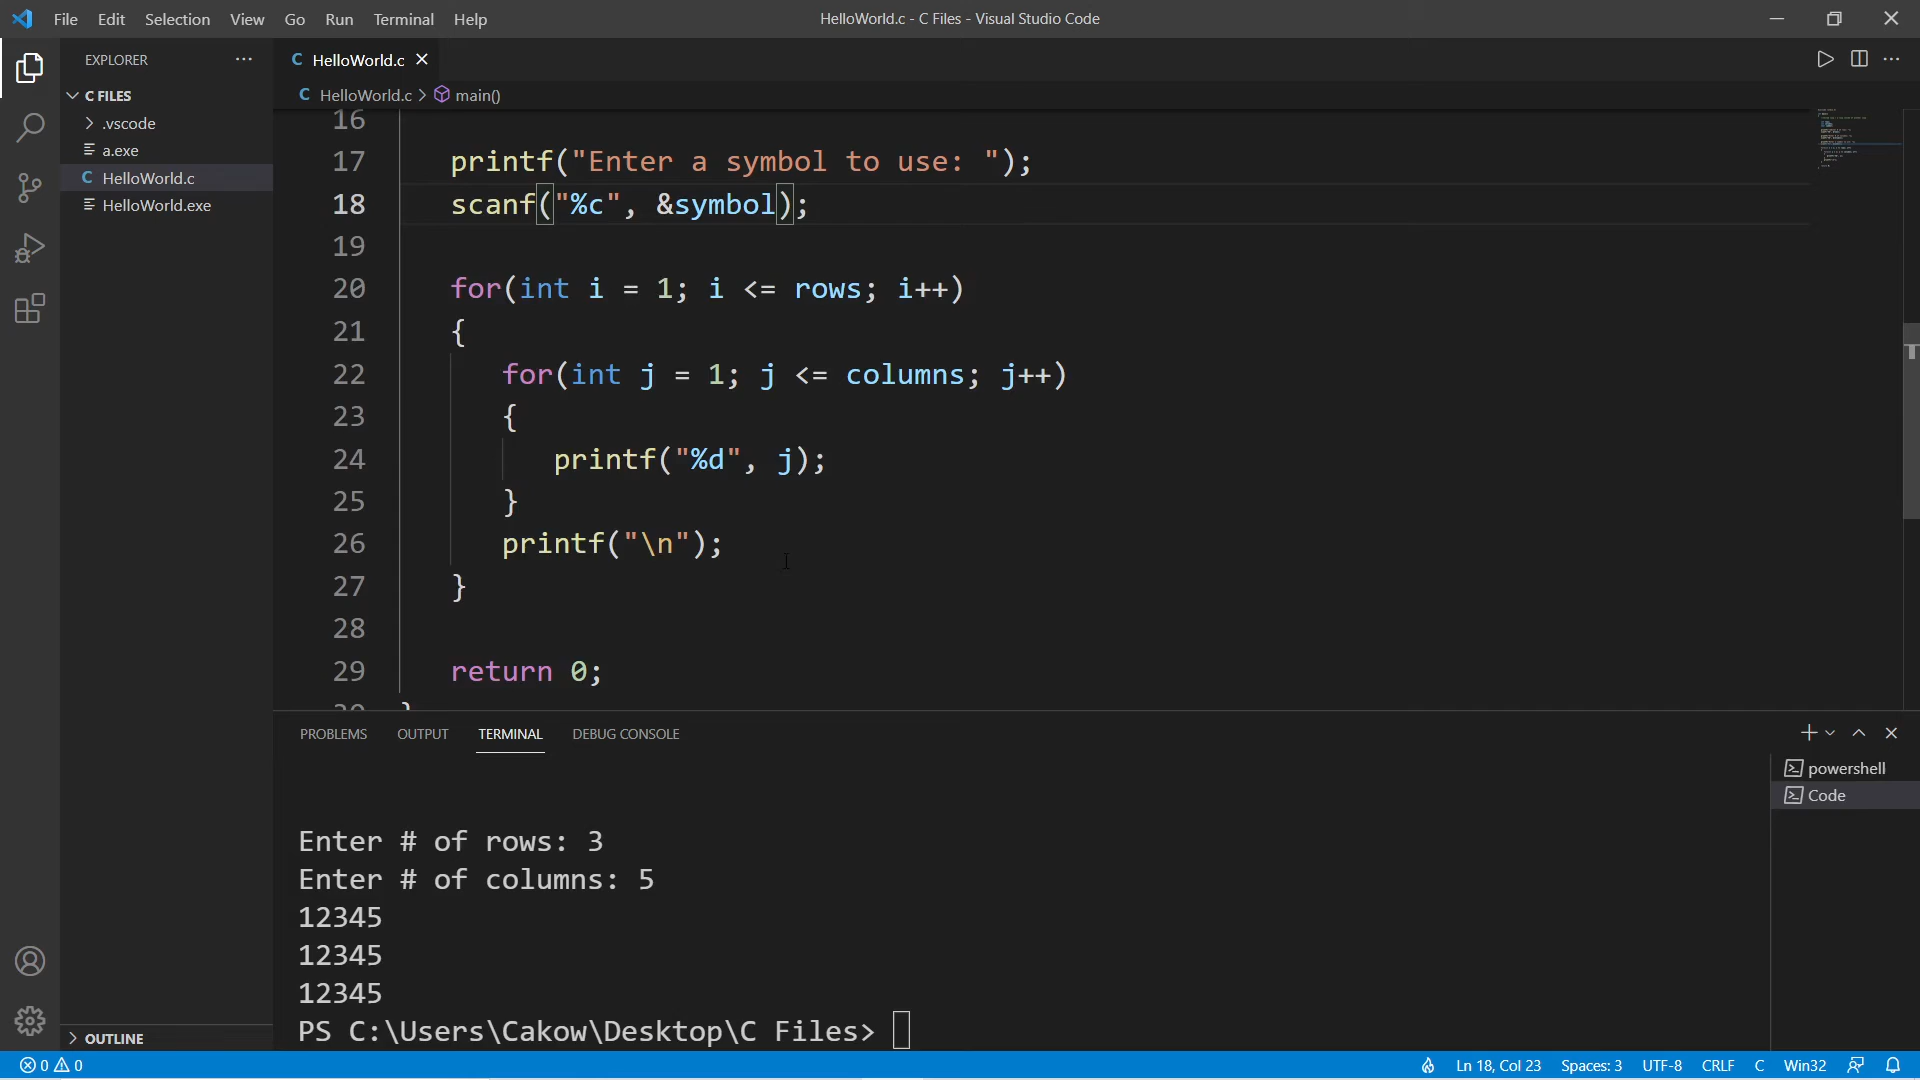 File Edit Selection View Go Run Terminal Help HelloWorld.c - C Files - Visual Studio Code
EXPLORER ···
C FILES
.vscode
a.exe
C HelloWorld.c
HelloWorld.exe
OUTLINE
C HelloWorld.c
C HelloWorld.c > main()
16
17 printf("Enter a symbol to use: ");
18 scanf("%c", &symbol);
19
20 for(int i = 1; i <= rows; i++)
21 {
22 for(int j = 1; j <= columns; j++)
23 {
24 printf("%d", j);
25 }
26 printf("\n");
27 }
28
29 return 0;
30 }
PROBLEMS OUTPUT TERMINAL DEBUG CONSOLE
powershell
Code
Enter # of rows: 3
Enter # of columns: 5
12345
12345
12345
PS C:\Users\Cakow\Desktop\C Files>
0 0 Ln 18, Col 23 Spaces: 3 UTF-8 CRLF C Win32